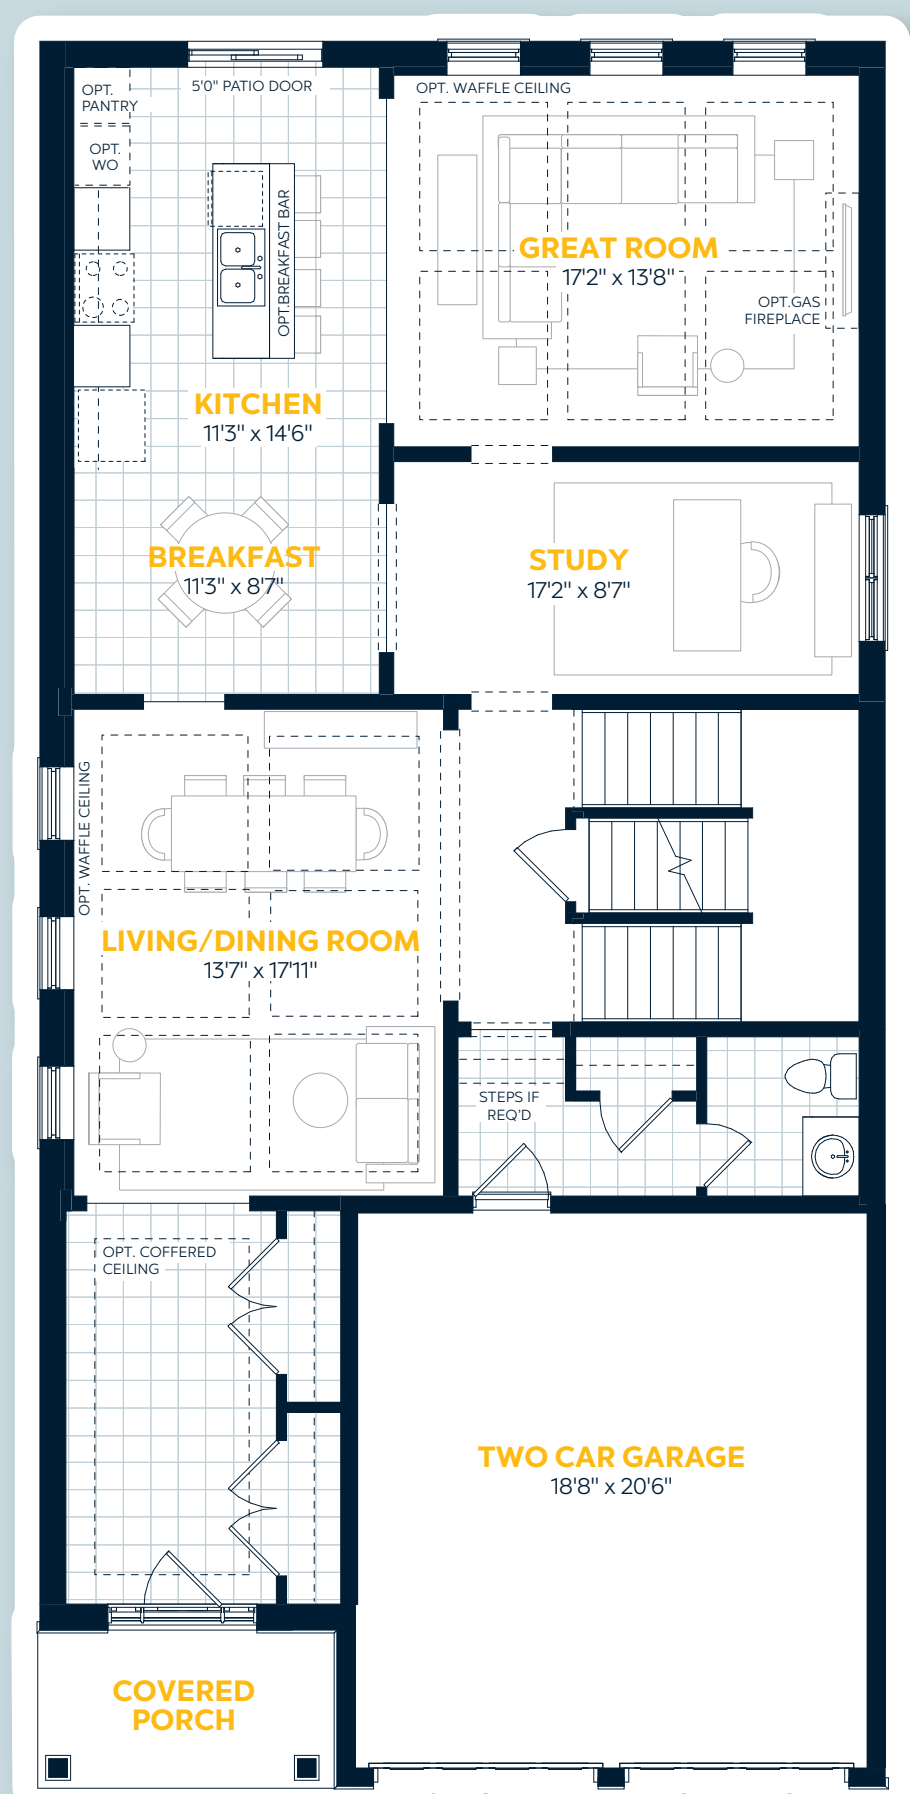 OPT.
PANTRY
5'0" PATIO DOOR
OPT. WAFFLE CEILING
OPT.
WO
OPT.BREAKFAST BAR
GREAT ROOM
17'2" x 13'8"
OPT.GAS
FIREPLACE
KITCHEN
11'3" x 14'6"
BREAKFAST
11'3" x 8'7"
STUDY
17'2" x 8'7"
OPT. WAFFLE CEILING
LIVING/DINING ROOM
13'7" x 17'11"
STEPS IF
REQ'D
OPT. COFFERED
CEILING
TWO CAR GARAGE
18'8" x 20'6"
COVERED
PORCH